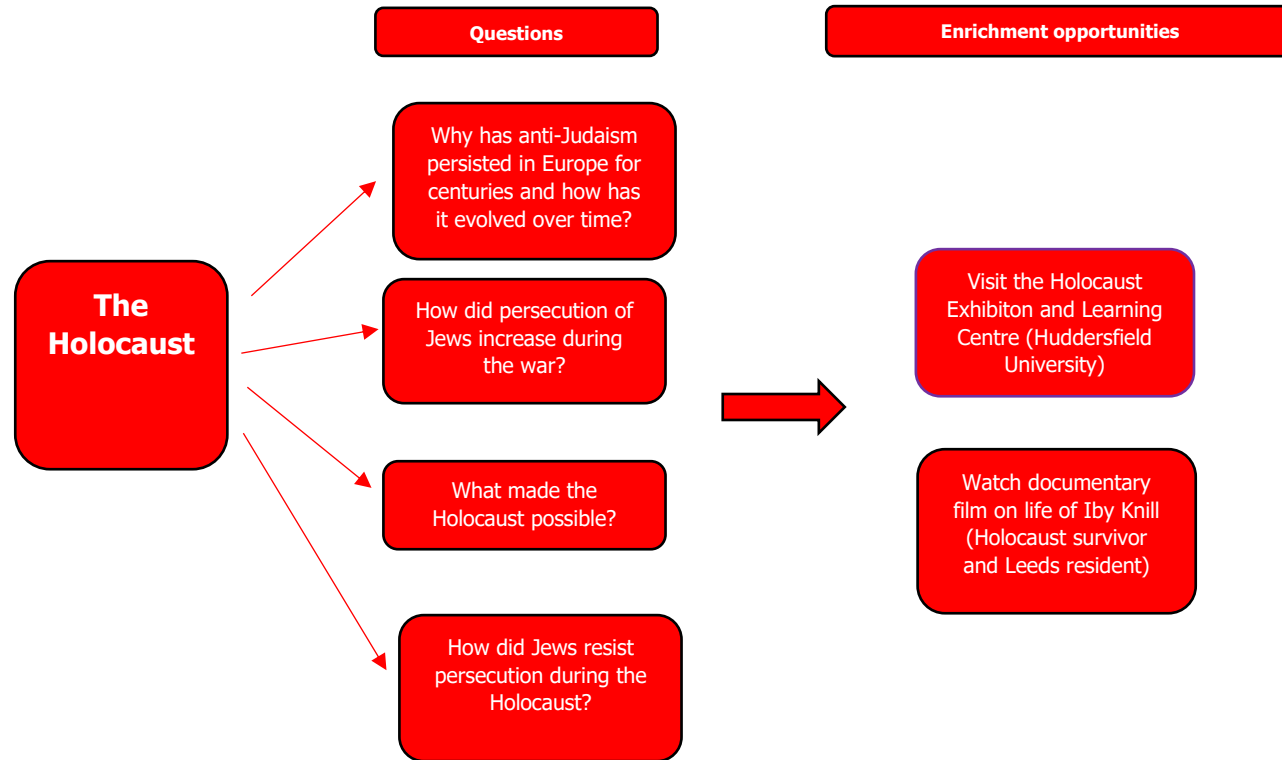 Questions
Enrichment opportunities
The
Holocaust
Why has anti-Judaism
persisted in Europe for
centuries and how has
it evolved over time?
How did persecution of
Jews increase during
the war?
What made the
Holocaust possible?
How did Jews resist
persecution during the
Holocaust?
Visit the Holocaust
Exhibiton and Learning
Centre (Huddersfield
University)
Watch documentary
film on life of Iby Knill
(Holocaust survivor
and Leeds resident)